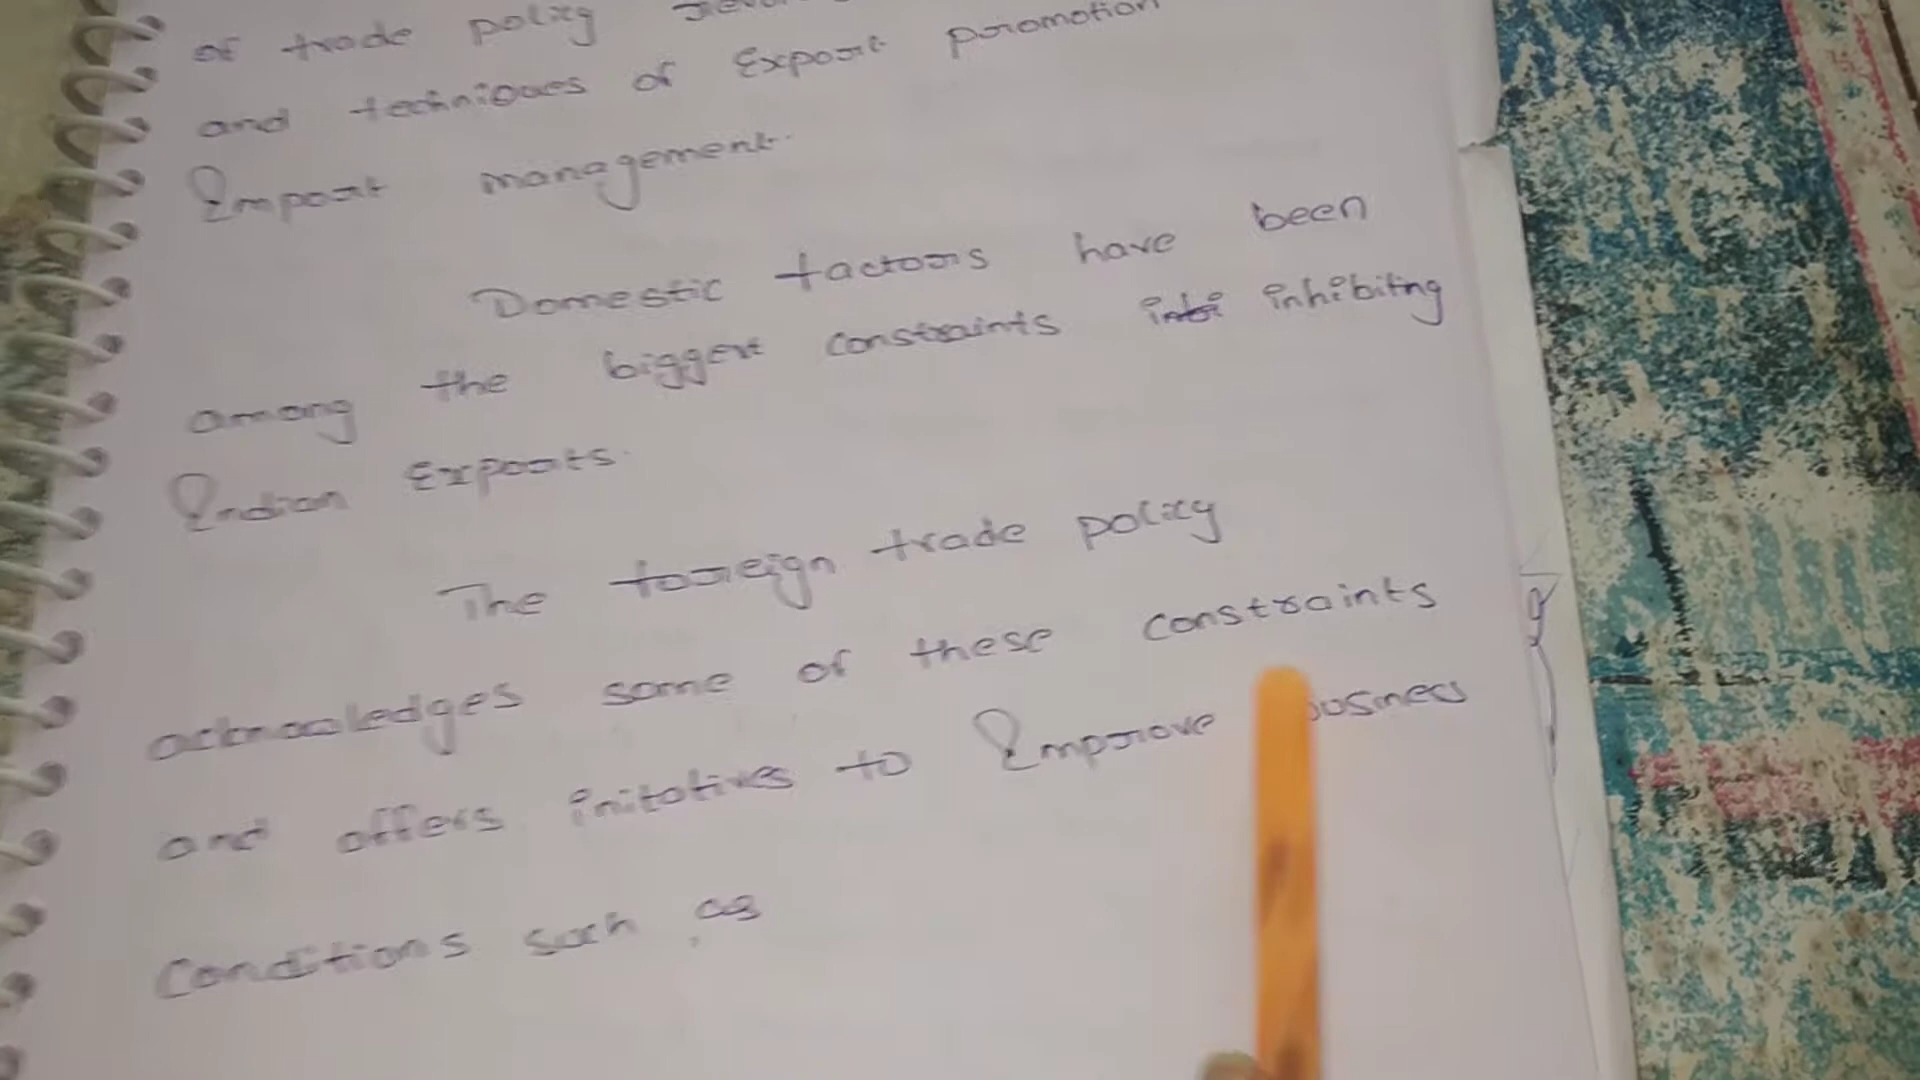 of trade policy
and techniques of Export promotion
Import management.
Domestic factors have been
among the biggest constraints inhibiting
Indian Exports.
The foreign trade policy
acknowledges some of these constraints
and offers initatives to Improve business
Conditions such as